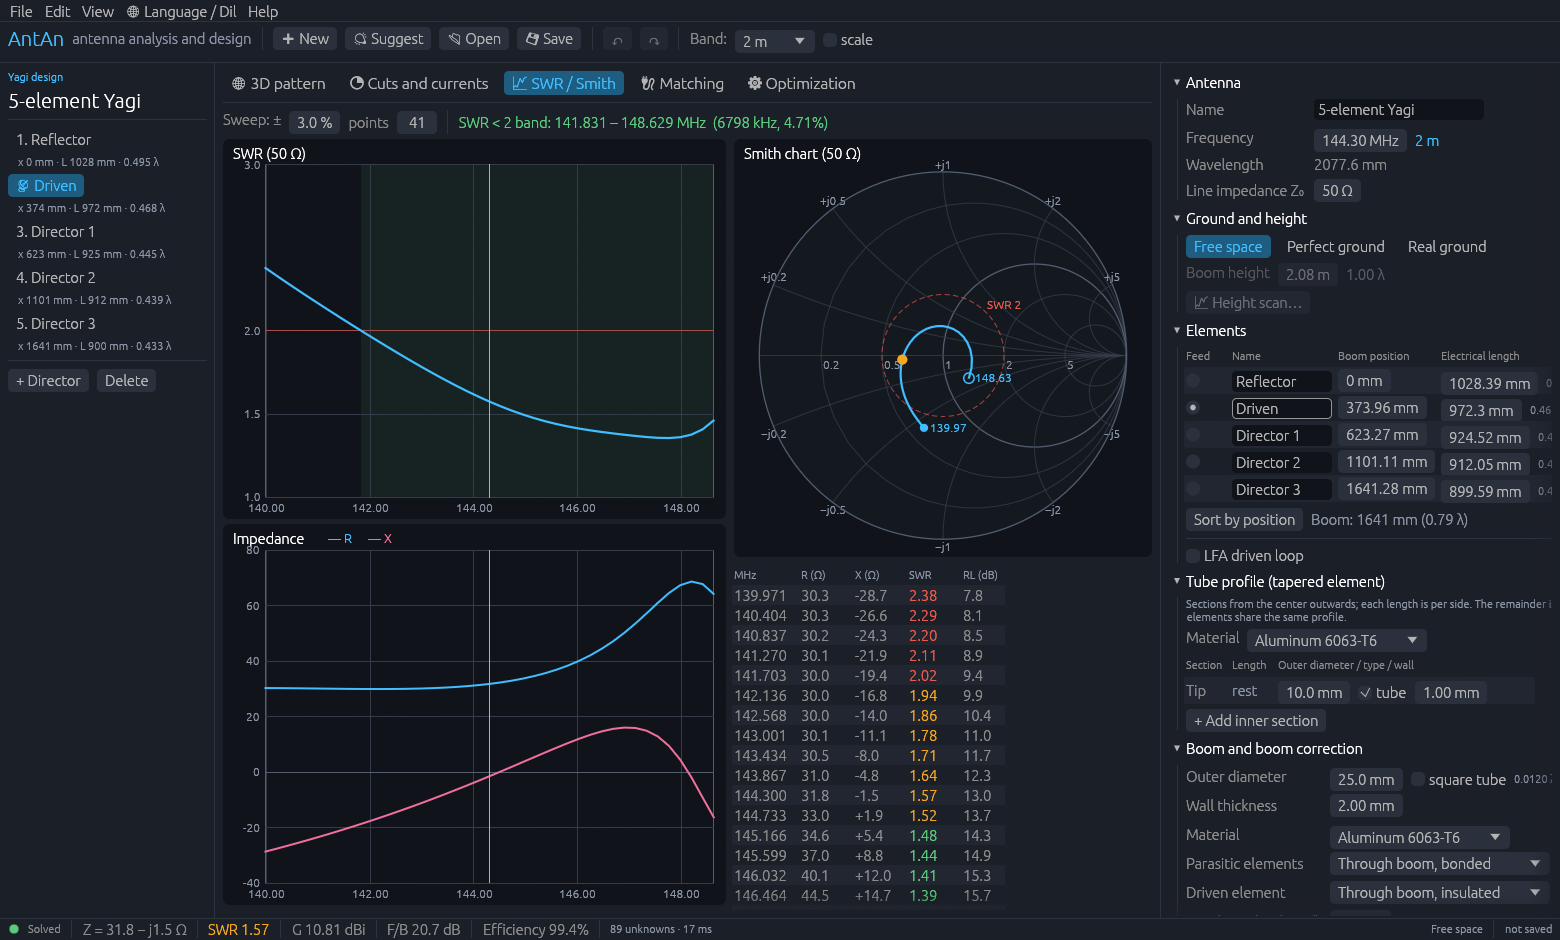 File Edit View Language / Dil Help
AntAn antenna analysis and design + New Suggest Open Save Band: 2 m scale
Yagi design
5-element Yagi
1. Reflector
x 0 mm · L 1028 mm · 0.495 λ
Driven
x 374 mm · L 972 mm · 0.468 λ
3. Director 1
x 623 mm · L 925 mm · 0.445 λ
4. Director 2
x 1101 mm · L 912 mm · 0.439 λ
5. Director 3
x 1641 mm · L 900 mm · 0.433 λ
+ Director Delete
3D pattern Cuts and currents SWR / Smith Matching Optimization
Sweep: ± 3.0 % points 41 SWR < 2 band: 141.831 – 148.629 MHz (6798 kHz, 4.71%)
SWR (50 Ω)
3.0
2.0
1.5
1.0
140.00 142.00 144.00 146.00 148.00
Impedance — R — X
80
60
40
20
0
-20
-40
140.00 142.00 144.00 146.00 148.00
Smith chart (50 Ω)
+j1
+j0.5 +j2
+j0.2 +j5
SWR 2
0.2 0.5 1 2 5
148.63
139.97
−j0.2 −j5
−j0.5 −j2
−j1
MHz R (Ω) X (Ω) SWR RL (dB)
139.971 30.3 -28.7 2.38 7.8
140.404 30.3 -26.6 2.29 8.1
140.837 30.2 -24.3 2.20 8.5
141.270 30.1 -21.9 2.11 8.9
141.703 30.0 -19.4 2.02 9.4
142.136 30.0 -16.8 1.94 9.9
142.568 30.0 -14.0 1.86 10.4
143.001 30.1 -11.1 1.78 11.0
143.434 30.5 -8.0 1.71 11.7
143.867 31.0 -4.8 1.64 12.3
144.300 31.8 -1.5 1.57 13.0
144.733 33.0 +1.9 1.52 13.7
145.166 34.6 +5.4 1.48 14.3
145.599 37.0 +8.8 1.44 14.9
146.032 40.1 +12.0 1.41 15.3
146.464 44.5 +14.7 1.39 15.7
Antenna
Name 5-element Yagi
Frequency 144.30 MHz 2 m
Wavelength 2077.6 mm
Line impedance Z₀ 50 Ω
Ground and height
Free space Perfect ground Real ground
Boom height 2.08 m 1.00 λ
Height scan…
Elements
Feed Name Boom position Electrical length
Reflector 0 mm 1028.39 mm 0
Driven 373.96 mm 972.3 mm 0.46
Director 1 623.27 mm 924.52 mm 0.4
Director 2 1101.11 mm 912.05 mm 0.4
Director 3 1641.28 mm 899.59 mm 0.4
Sort by position Boom: 1641 mm (0.79 λ)
LFA driven loop
Tube profile (tapered element)
Sections from the center outwards; each length is per side. The remainder i
elements share the same profile.
Material Aluminum 6063-T6
Section Length Outer diameter / type / wall
Tip rest 10.0 mm ✓ tube 1.00 mm
+ Add inner section
Boom and boom correction
Outer diameter 25.0 mm square tube 0.0120
Wall thickness 2.00 mm
Material Aluminum 6063-T6
Parasitic elements Through boom, bonded
Driven element Through boom, insulated
Solved Z = 31.8 − j1.5 Ω SWR 1.57 G 10.81 dBi F/B 20.7 dB Efficiency 99.4% 89 unknowns · 17 ms Free space not saved